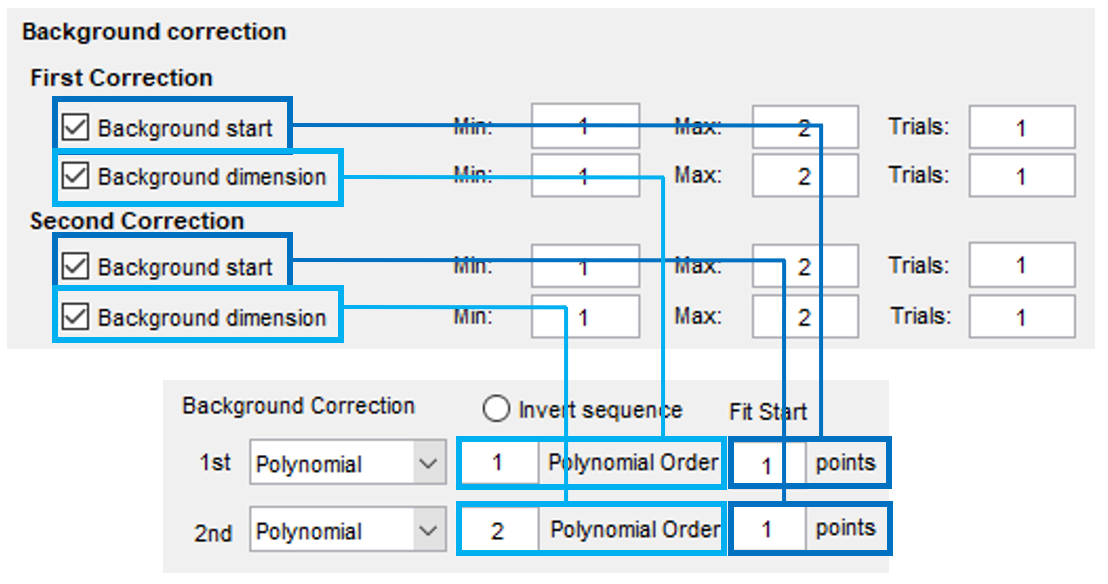 Background correction
First Correction
Background start Min: 1 Max: 2 Trials: 1
Background dimension Min: 1 Max: 2 Trials: 1
Second Correction
Background start Min: 1 Max: 2 Trials: 1
Background dimension Min: 1 Max: 2 Trials: 1
Background Correction Invert sequence Fit Start
1st Polynomial 1 Polynomial Order 1 points
2nd Polynomial 2 Polynomial Order 1 points